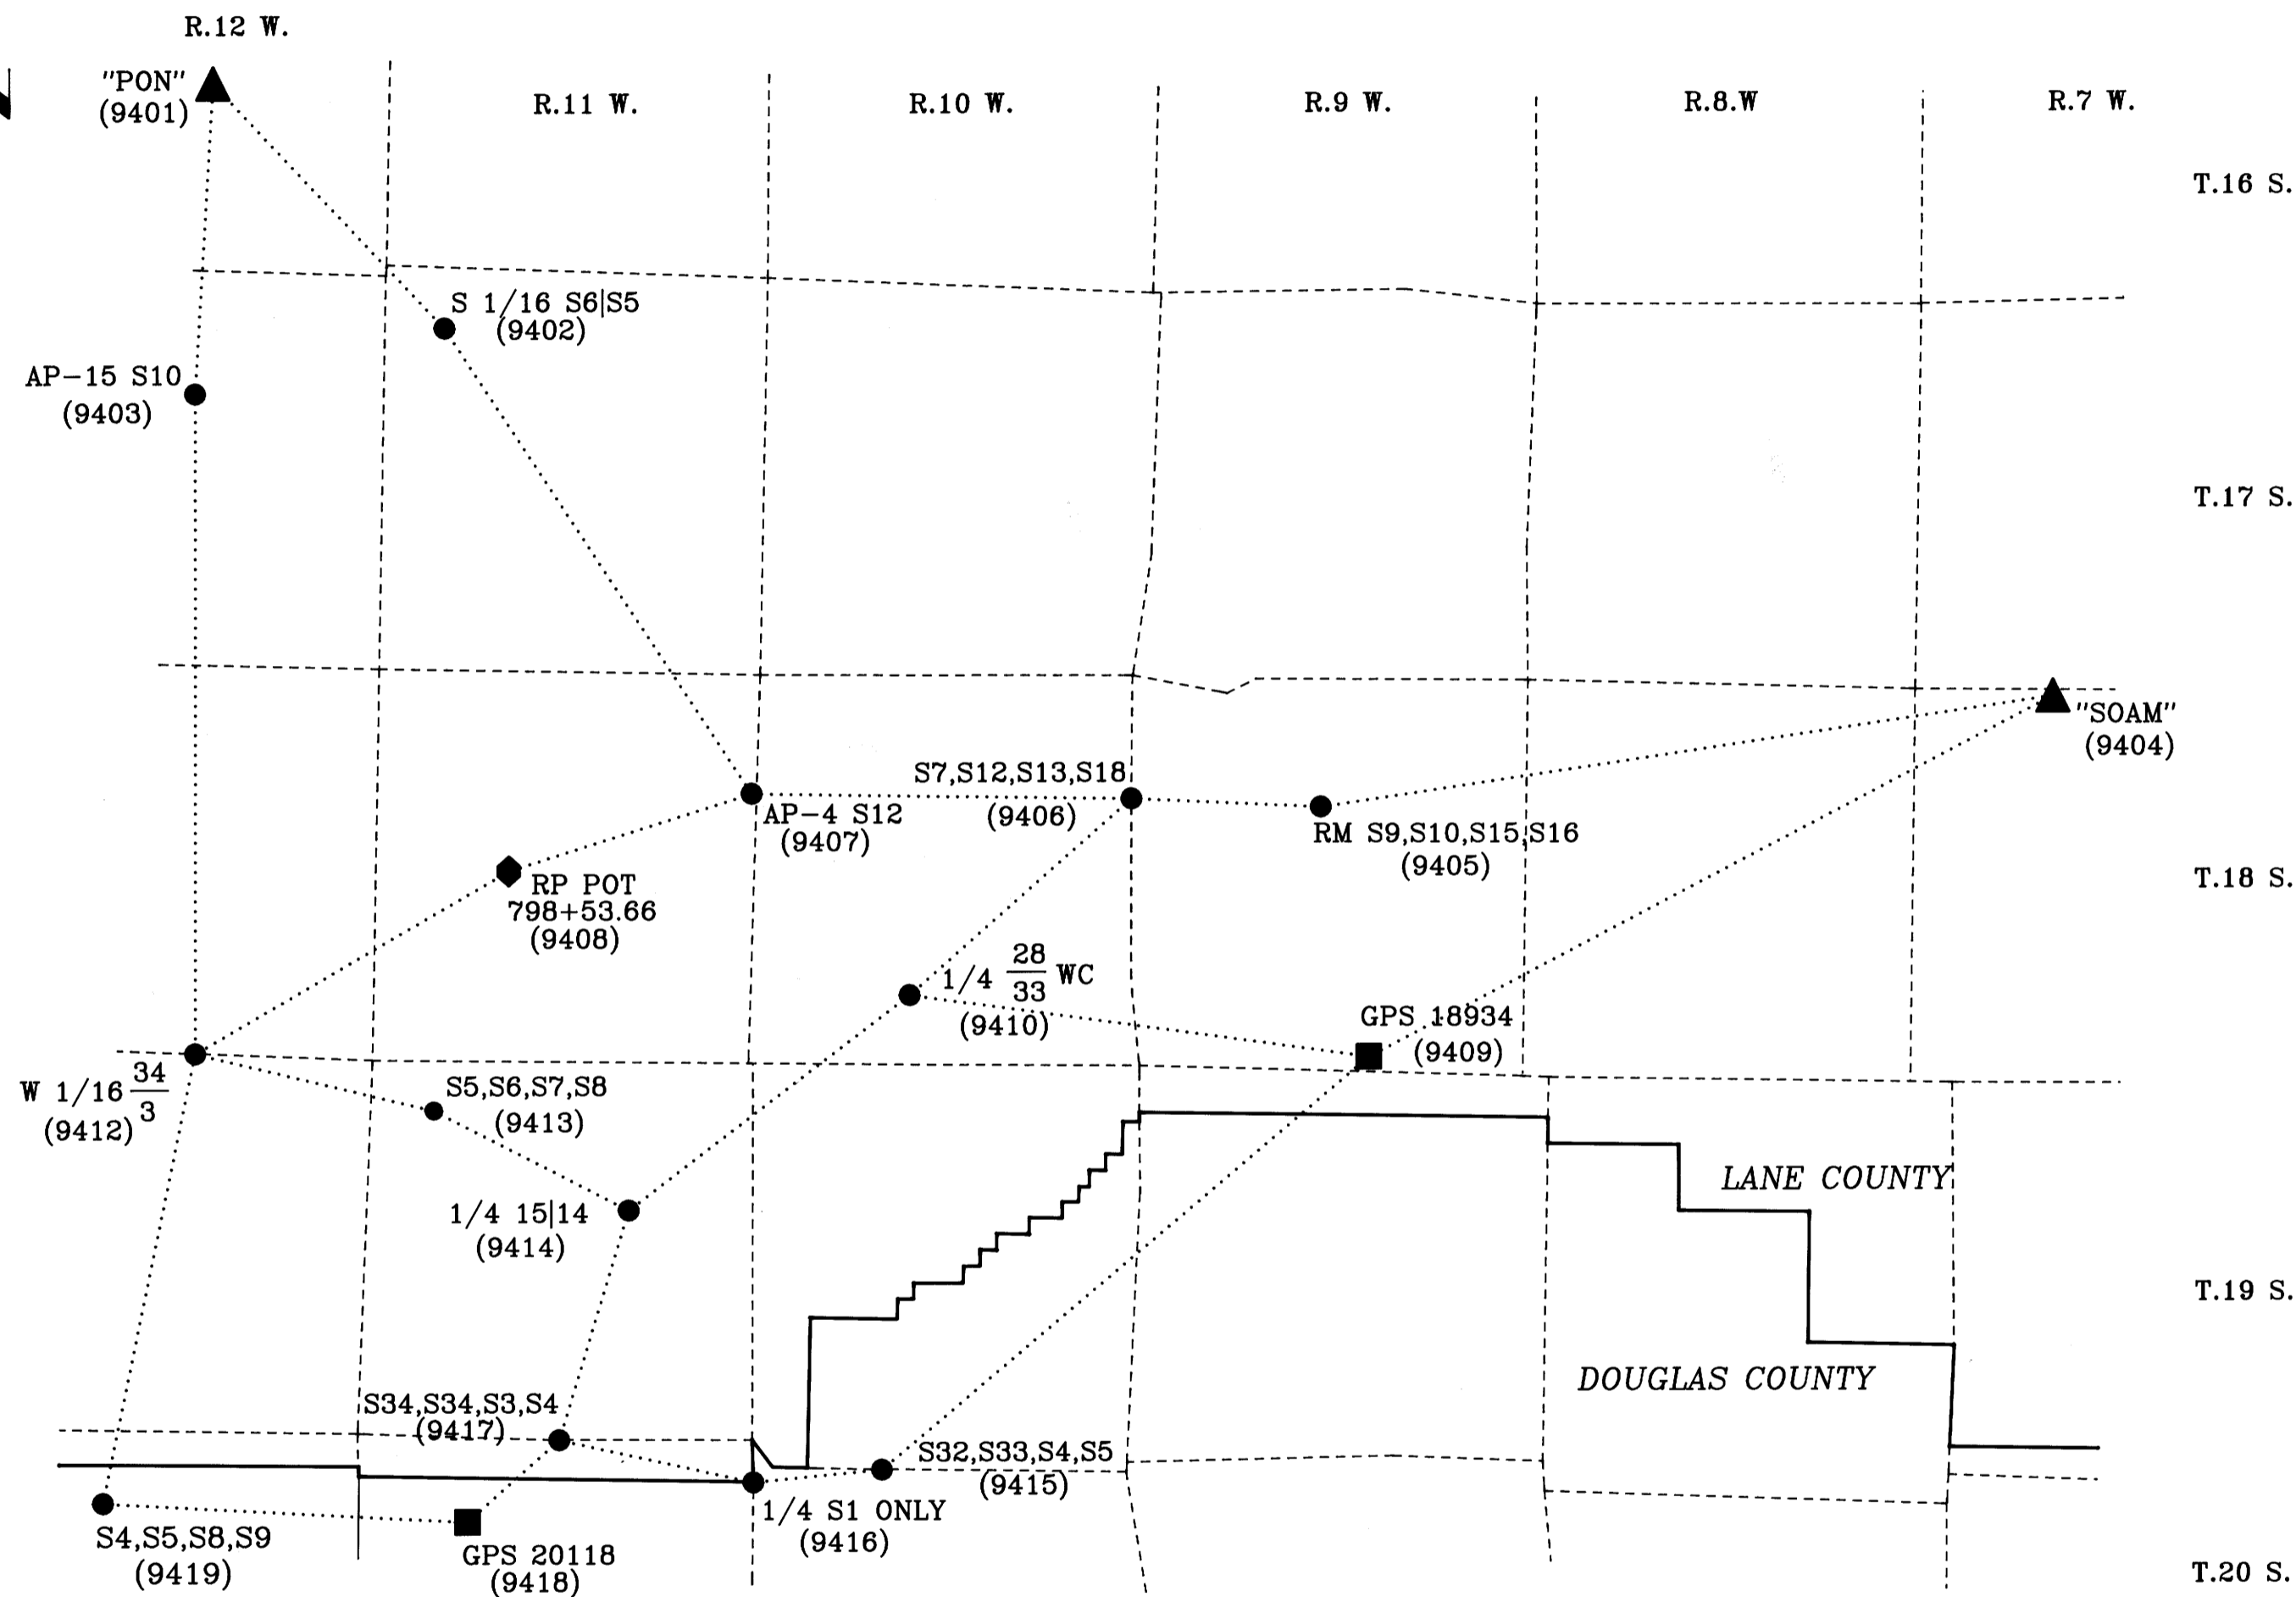 R.12 W.
"PON"
(9401)
R.11 W.
R.10 W.
R.9 W.
R.8.W
R.7 W.
T.16 S.
S 1/16 S6|S5
(9402)
AP-15 S10
(9403)
T.17 S.
"SOAM"
(9404)
S7,S12,S13,S18
(9406)
AP-4 S12
(9407)
RM S9,S10,S15,S16
(9405)
RP POT
798+53.66
(9408)
T.18 S.
1/4 28/33 WC
(9410)
GPS 18934
(9409)
W 1/16 34/3
(9412)
S5,S6,S7,S8
(9413)
1/4 15|14
(9414)
LANE COUNTY
T.19 S.
DOUGLAS COUNTY
S34,S34,S3,S4
(9417)
S32,S33,S4,S5
(9415)
1/4 S1 ONLY
(9416)
S4,S5,S8,S9
(9419)
GPS 20118
(9418)
T.20 S.